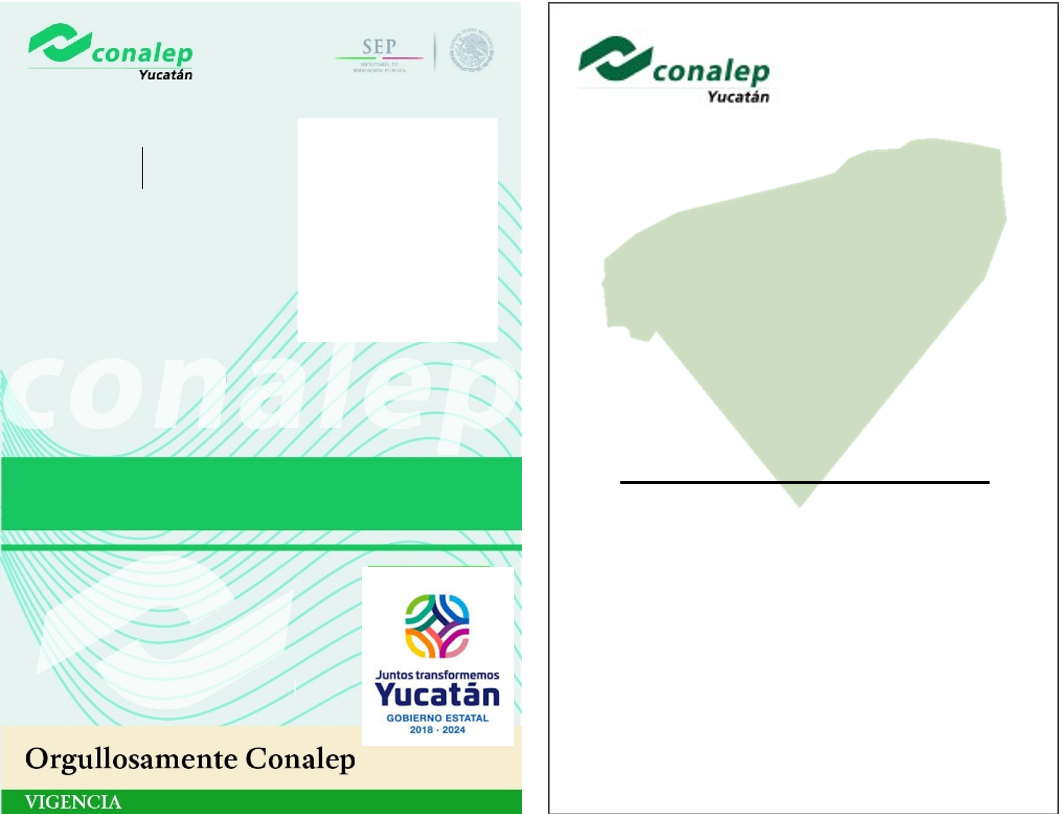 conalep
Yucatán
SEP
SECRETARÍA DE
EDUCACIÓN PÚBLICA
conalep
Juntos transformemos
Yucatán
GOBIERNO ESTATAL
2018 · 2024
Orgullosamente Conalep
VIGENCIA
conalep
Yucatán